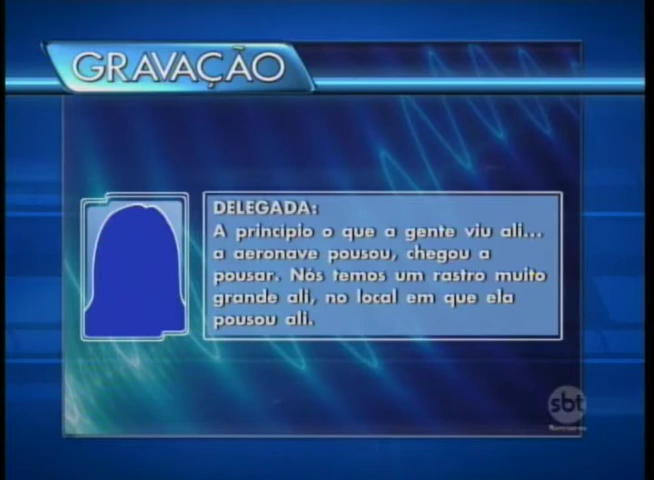 GRAVAÇÃO
DELEGADA:
A princípio o que a gente viu ali...
a aeronave pousou, chegou a
pousar. Nós temos um rastro muito
grande ali, no local em que ela
pousou ali.
sbt